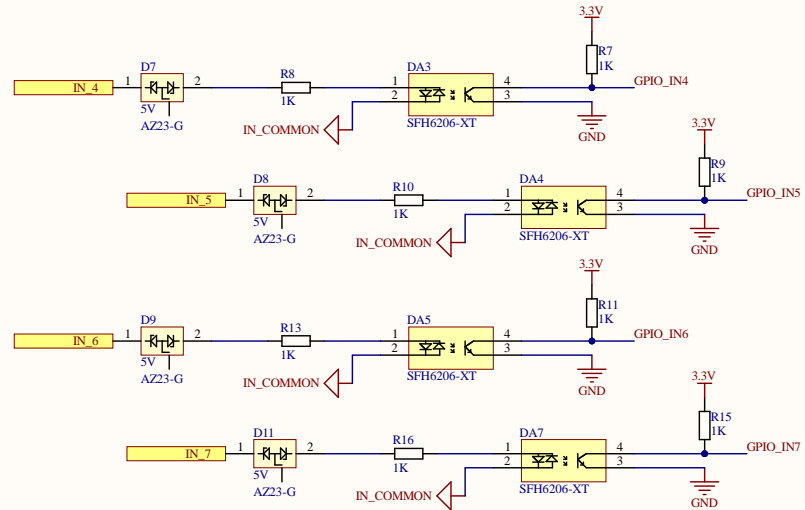 3.3V
D7
R8
DA3
R7
1K
IN_4
1
2
1
4
GPIO_IN4
2
3
5V
1K
AZ23-G
IN_COMMON
SFH6206-XT
GND
3.3V
D8
R10
DA4
R9
1K
IN_5
1
2
1
4
GPIO_IN5
2
3
5V
1K
AZ23-G
IN_COMMON
SFH6206-XT
GND
3.3V
D9
R13
DA5
R11
1K
IN_6
1
2
1
4
GPIO_IN6
2
3
5V
1K
AZ23-G
IN_COMMON
SFH6206-XT
GND
3.3V
D11
R16
DA7
R15
1K
IN_7
1
2
1
4
GPIO_IN7
2
3
5V
1K
AZ23-G
IN_COMMON
SFH6206-XT
GND